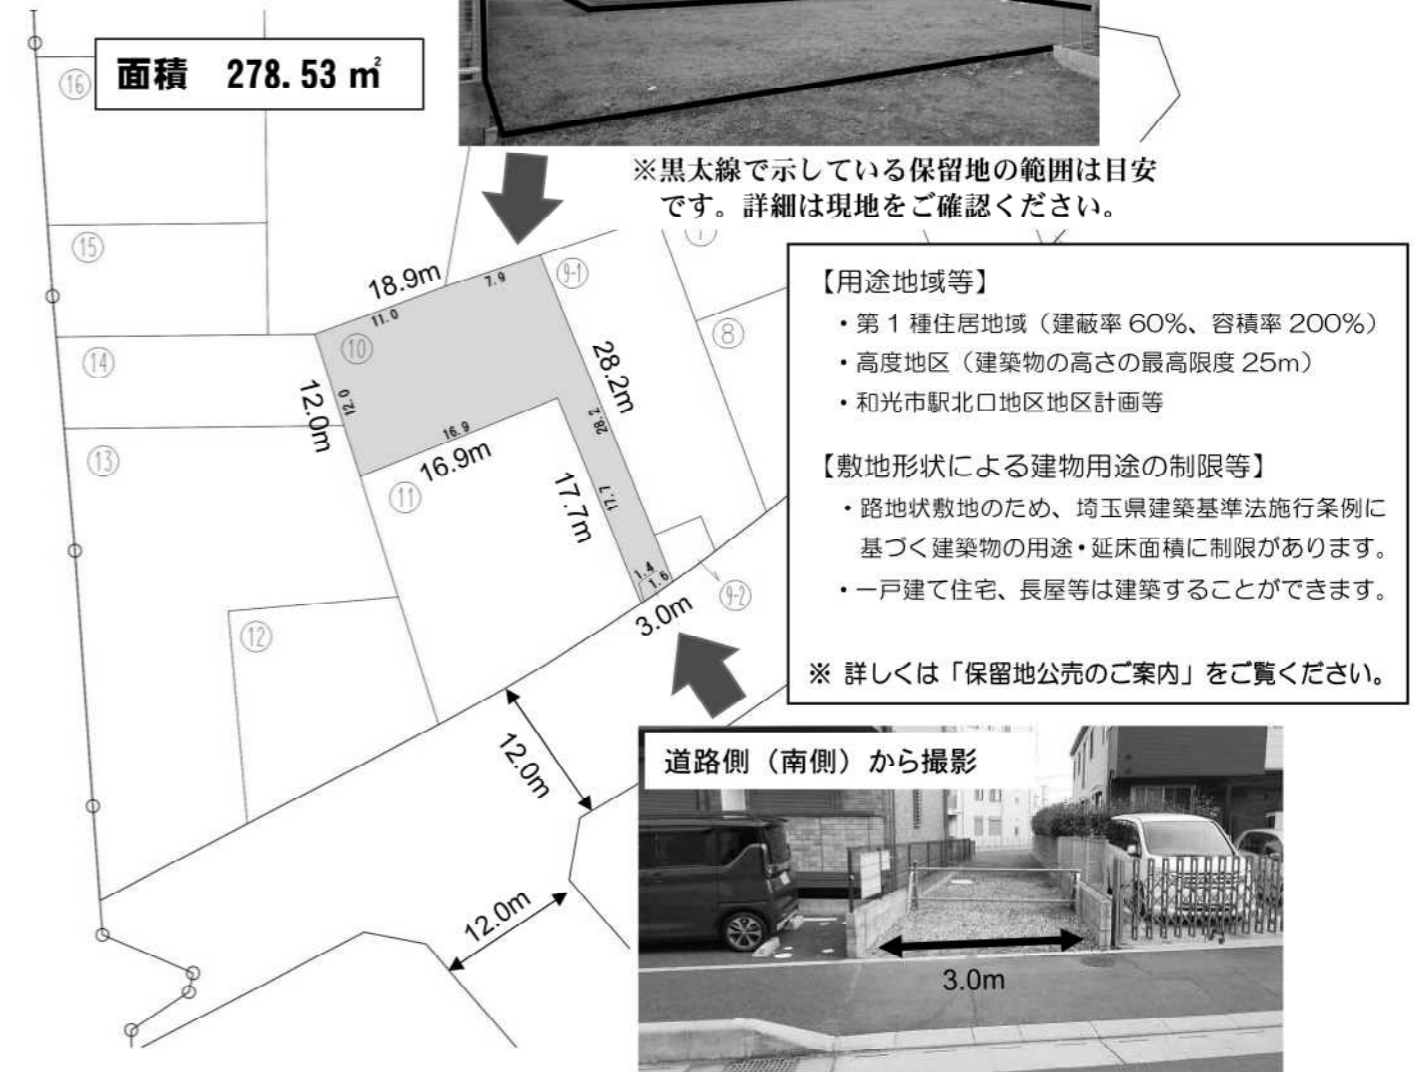 面積 278.53 ㎡
※黒太線で示している保留地の範囲は目安
です。詳細は現地をご確認ください。
⑯
⑮
⑭
⑬
⑫
⑪
⑩
9-1
9-2
⑧
18.9m
11.0
7.9
12.0m
12.0
16.9
16.9m
28.2m
28.2
17.7m
17.7
1.4
1.6
3.0m
12.0m
12.0m
【用途地域等】
・第1種住居地域（建蔽率60%、容積率200%）
・高度地区（建築物の高さの最高限度25m）
・和光市駅北口地区地区計画等
【敷地形状による建物用途の制限等】
・路地状敷地のため、埼玉県建築基準法施行条例に
基づく建築物の用途・延床面積に制限があります。
・一戸建て住宅、長屋等は建築することができます。
※ 詳しくは「保留地公売のご案内」をご覧ください。
道路側（南側）から撮影
3.0m